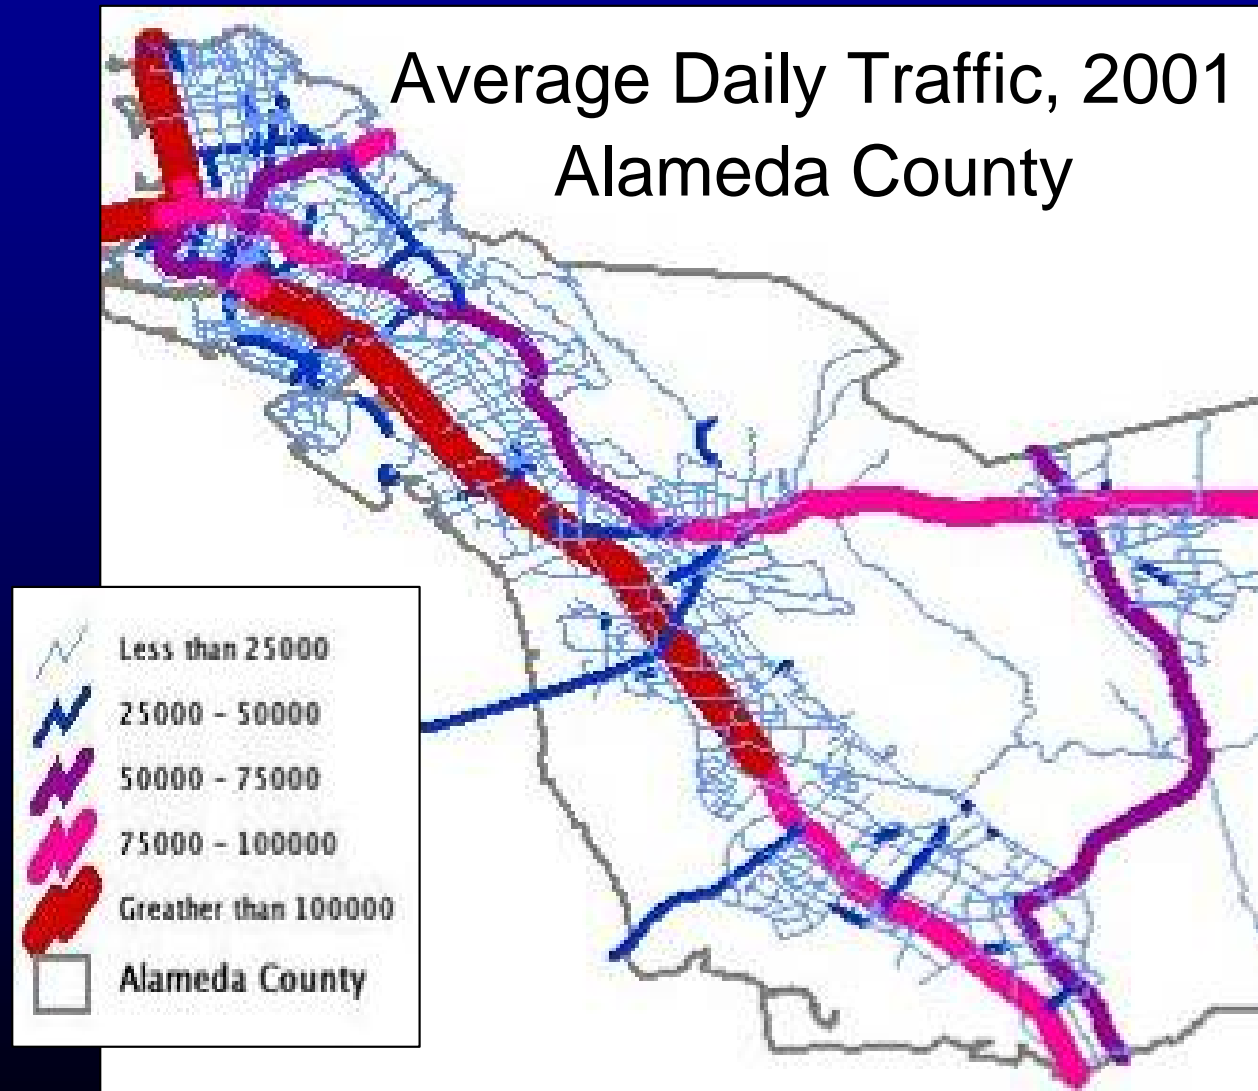 Average Daily Traffic, 2001
Alameda County
Less than 25000
25000 - 50000
50000 - 75000
75000 - 100000
Greather than 100000
Alameda County